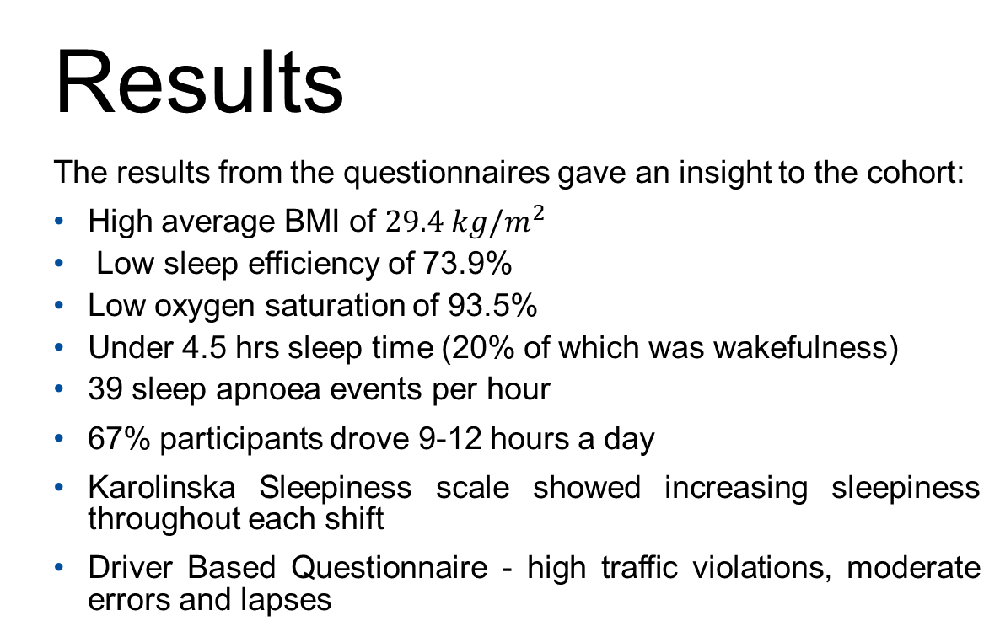 Results
The results from the questionnaires gave an insight to the cohort:
• High average BMI of 29.4 kg/m²
• Low sleep efficiency of 73.9%
• Low oxygen saturation of 93.5%
• Under 4.5 hrs sleep time (20% of which was wakefulness)
• 39 sleep apnoea events per hour
• 67% participants drove 9-12 hours a day
• Karolinska Sleepiness scale showed increasing sleepiness
throughout each shift
• Driver Based Questionnaire - high traffic violations, moderate
errors and lapses